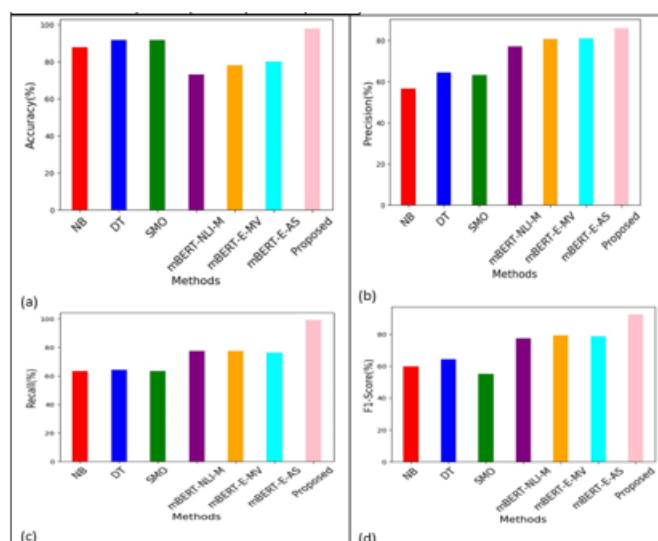 100
80
60
40
20
0
Accuracy(%)
NB
DT
SMO
mBERT-NLI-M
mBERT-E-MV
mBERT-E-AS
Proposed
Methods
(a)
80
60
40
20
0
Precision(%)
NB
DT
SMO
mBERT-NLI-M
mBERT-E-MV
mBERT-E-AS
Proposed
Methods
(b)
100
80
60
40
20
0
Recall(%)
NB
DT
SMO
mBERT-NLI-M
mBERT-E-MV
mBERT-E-AS
Proposed
Methods
(c)
80
60
40
20
0
F1-Score(%)
NB
DT
SMO
mBERT-NLI-M
mBERT-E-MV
mBERT-E-AS
Proposed
Methods
(d)